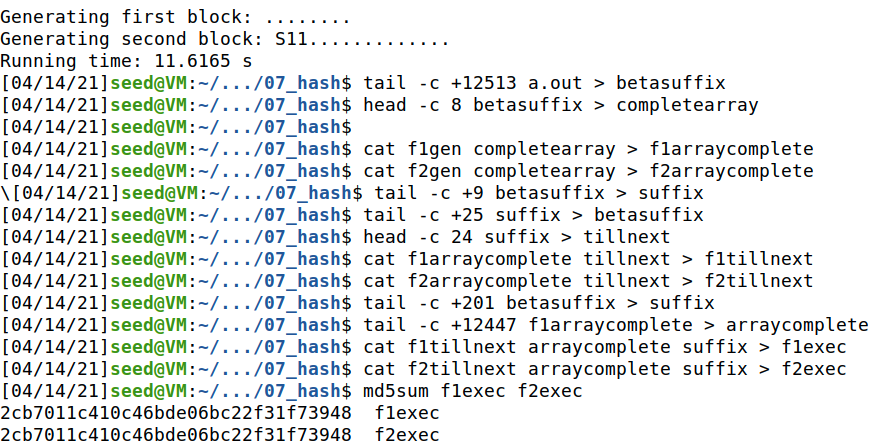 Generating first block: ........
Generating second block: S11.............
Running time: 11.6165 s
[04/14/21]seed@VM:~/.../07_hash$ tail -c +12513 a.out > betasuffix
[04/14/21]seed@VM:~/.../07_hash$ head -c 8 betasuffix > completearray
[04/14/21]seed@VM:~/.../07_hash$
[04/14/21]seed@VM:~/.../07_hash$ cat f1gen completearray > f1arraycomplete
[04/14/21]seed@VM:~/.../07_hash$ cat f2gen completearray > f2arraycomplete
\[04/14/21]seed@VM:~/.../07_hash$ tail -c +9 betasuffix > suffix
[04/14/21]seed@VM:~/.../07_hash$ tail -c +25 suffix > betasuffix
[04/14/21]seed@VM:~/.../07_hash$ head -c 24 suffix > tillnext
[04/14/21]seed@VM:~/.../07_hash$ cat f1arraycomplete tillnext > f1tillnext
[04/14/21]seed@VM:~/.../07_hash$ cat f2arraycomplete tillnext > f2tillnext
[04/14/21]seed@VM:~/.../07_hash$ tail -c +201 betasuffix > suffix
[04/14/21]seed@VM:~/.../07_hash$ tail -c +12447 f1arraycomplete > arraycomplete
[04/14/21]seed@VM:~/.../07_hash$ cat f1tillnext arraycomplete suffix > f1exec
[04/14/21]seed@VM:~/.../07_hash$ cat f2tillnext arraycomplete suffix > f2exec
[04/14/21]seed@VM:~/.../07_hash$ md5sum f1exec f2exec
2cb7011c410c46bde06bc22f31f73948  f1exec
2cb7011c410c46bde06bc22f31f73948  f2exec